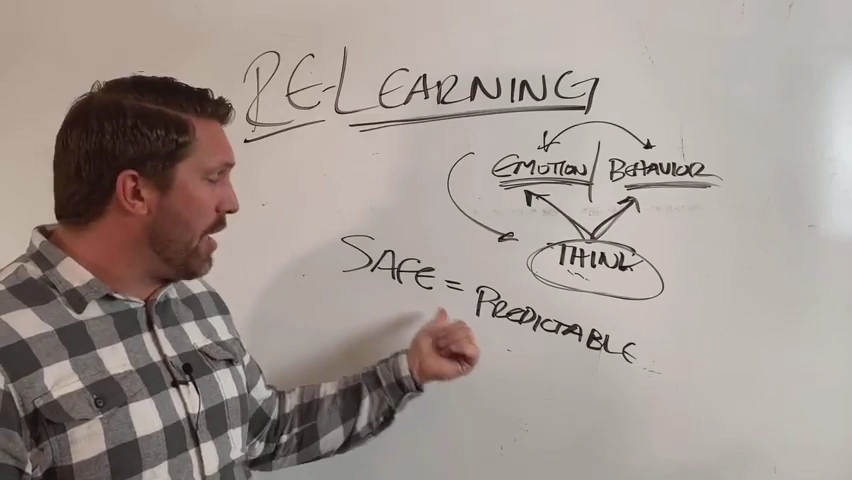 RE-LEARNING
EMOTION | BEHAVIOR
THINK
SAFE = PREDICTABLE